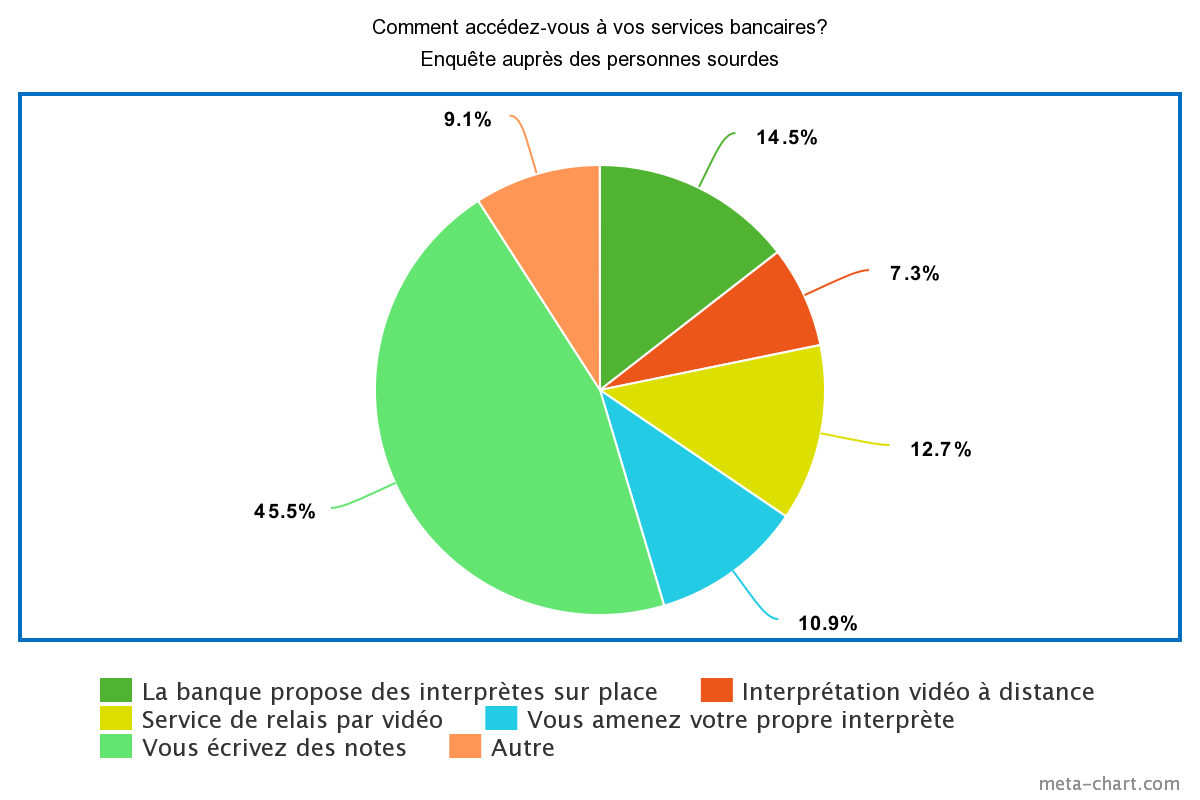 Comment accédez-vous à vos services bancaires?
Enquête auprès des personnes sourdes
9.1%
14.5%
7.3%
12.7%
45.5%
10.9%
La banque propose des interprètes sur place Interprétation vidéo à distance
Service de relais par vidéo Vous amenez votre propre interprète
Vous écrivez des notes Autre
meta-chart.com